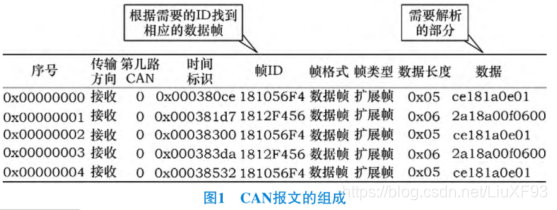 根据需要的ID找到
相应的数据帧
需要解析
的部分
序号 传输方向 第几路CAN 时间标识 帧ID 帧格式 帧类型 数据长度 数据
0x00000000 接收 0 0x000380ce 181056F4 数据帧 扩展帧 0x05 ce181a0e01
0x00000001 接收 0 0x000381d7 1812F456 数据帧 扩展帧 0x06 2a18a00f0600
0x00000002 接收 0 0x00038300 181056F4 数据帧 扩展帧 0x05 ce181a0e01
0x00000003 接收 0 0x000383da 1812F456 数据帧 扩展帧 0x06 2a18a00f0600
0x00000004 接收 0 0x00038532 181056F4 数据帧 扩展帧 0x05 ce181a0e01
图1 CAN报文的组成
https://blog.csdn.net/LiuXF93